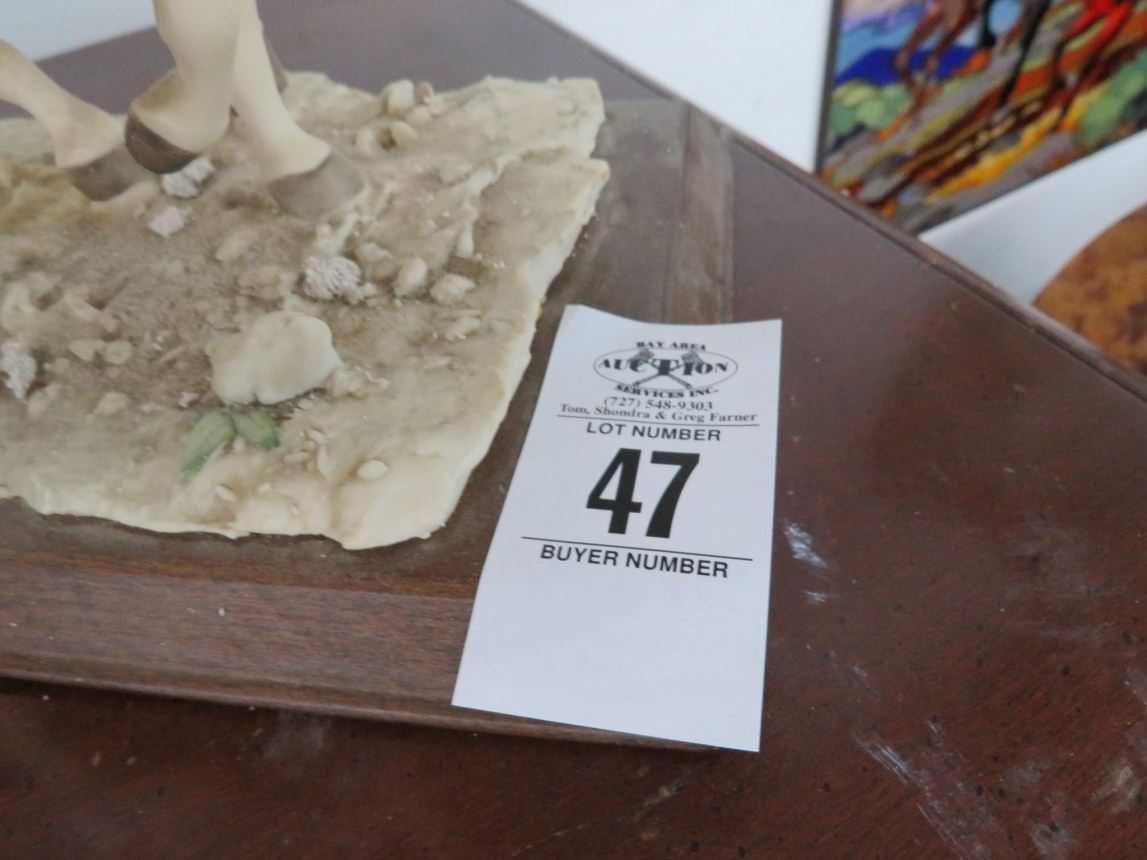 BAY AREA
AUCTION
SERVICES INC.
(727) 548-9303
Tom, Shondra & Greg Farner
LOT NUMBER
47
BUYER NUMBER